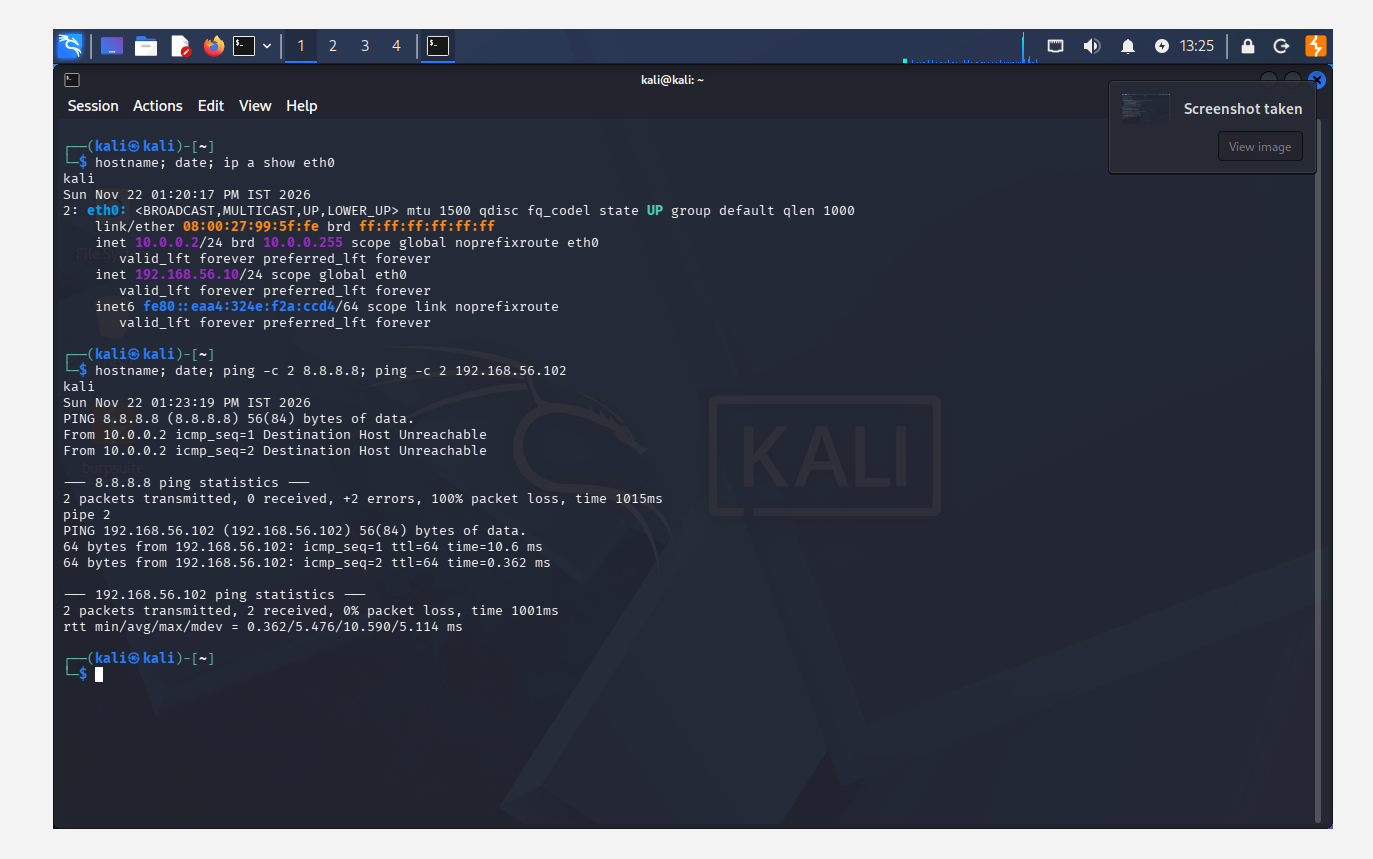 1 2 3 4 13:25
kali@kali: ~
Session Actions Edit View Help
Screenshot taken
View image
┌──(kali㉿kali)-[~]
└─$ hostname; date; ip a show eth0
kali
Sun Nov 22 01:20:17 PM IST 2026
2: eth0: <BROADCAST,MULTICAST,UP,LOWER_UP> mtu 1500 qdisc fq_codel state UP group default qlen 1000
    link/ether 08:00:27:99:5f:fe brd ff:ff:ff:ff:ff:ff
    inet 10.0.0.2/24 brd 10.0.0.255 scope global noprefixroute eth0
       valid_lft forever preferred_lft forever
    inet 192.168.56.10/24 scope global eth0
       valid_lft forever preferred_lft forever
    inet6 fe80::eaa4:324e:f2a:ccd4/64 scope link noprefixroute
       valid_lft forever preferred_lft forever
┌──(kali㉿kali)-[~]
└─$ hostname; date; ping -c 2 8.8.8.8; ping -c 2 192.168.56.102
kali
Sun Nov 22 01:23:19 PM IST 2026
PING 8.8.8.8 (8.8.8.8) 56(84) bytes of data.
From 10.0.0.2 icmp_seq=1 Destination Host Unreachable
From 10.0.0.2 icmp_seq=2 Destination Host Unreachable
burpsuite
--- 8.8.8.8 ping statistics ---
2 packets transmitted, 0 received, +2 errors, 100% packet loss, time 1015ms
pipe 2
PING 192.168.56.102 (192.168.56.102) 56(84) bytes of data.
64 bytes from 192.168.56.102: icmp_seq=1 ttl=64 time=10.6 ms
64 bytes from 192.168.56.102: icmp_seq=2 ttl=64 time=0.362 ms
--- 192.168.56.102 ping statistics ---
2 packets transmitted, 2 received, 0% packet loss, time 1001ms
rtt min/avg/max/mdev = 0.362/5.476/10.590/5.114 ms
┌──(kali㉿kali)-[~]
└─$
KALI